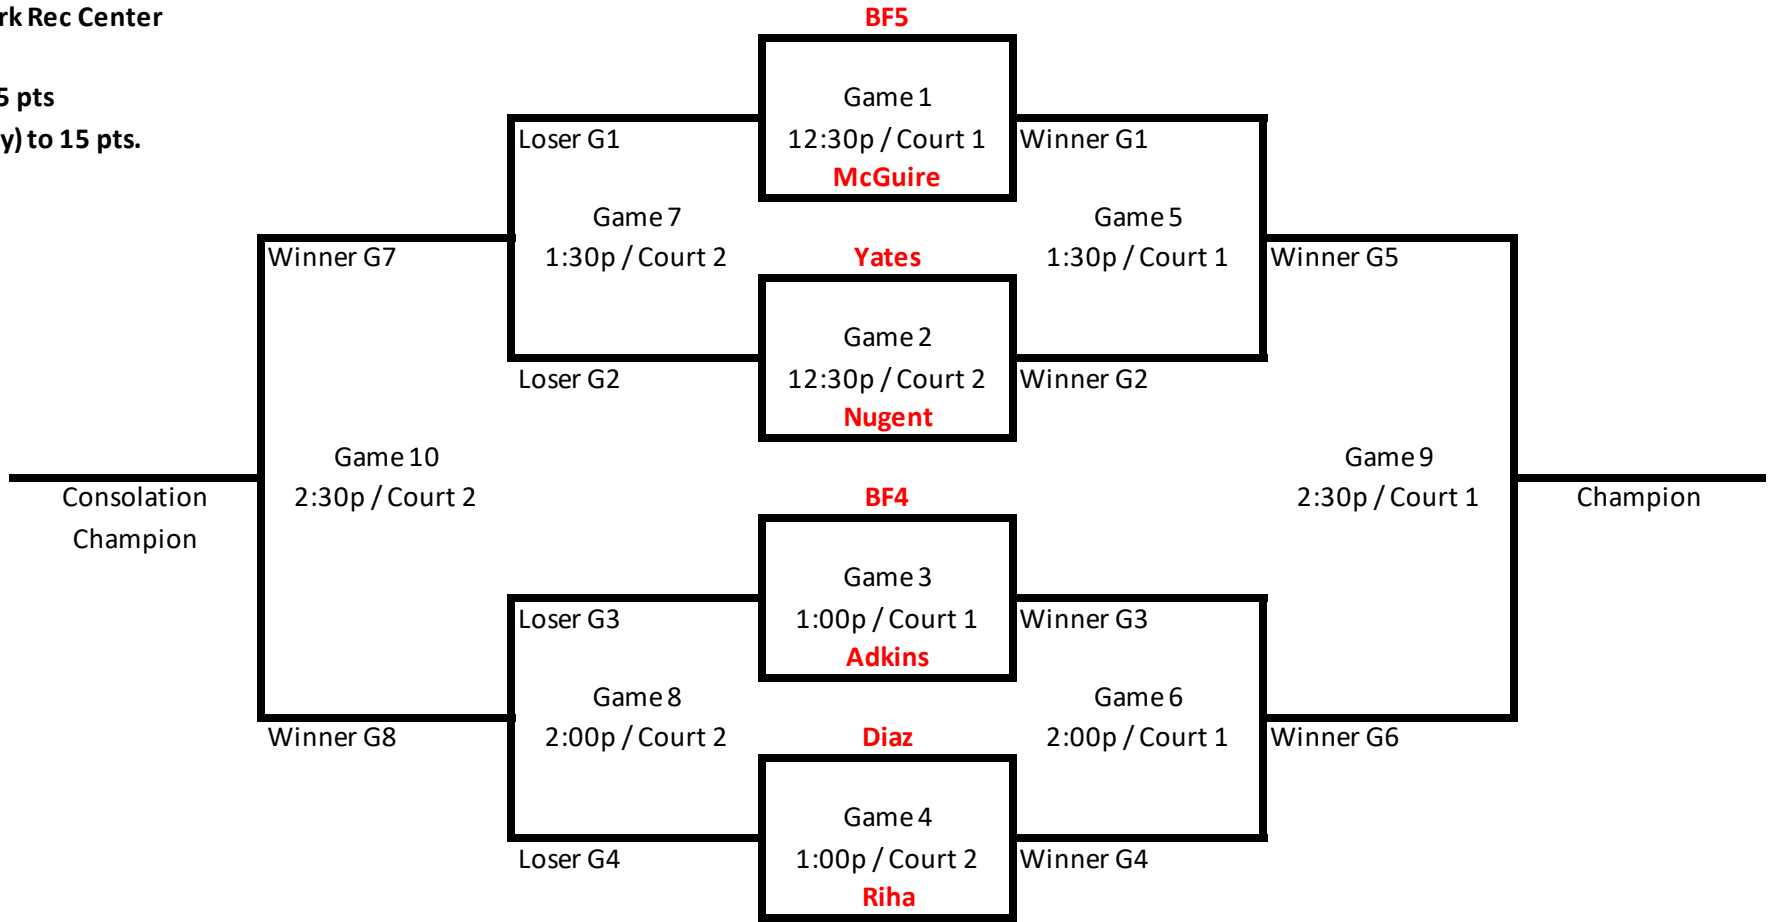 rk Rec Center
BF5
5 pts
Game 1
y) to 15 pts.
Loser G1
12:30p / Court 1
Winner G1
McGuire
Game 7
Game 5
Winner G7
1:30p / Court 2
Yates
1:30p / Court 1
Winner G5
Game 2
Loser G2
12:30p / Court 2
Winner G2
Nugent
Game 10
Game 9
Consolation
2:30p / Court 2
BF4
2:30p / Court 1
Champion
Champion
Game 3
Loser G3
1:00p / Court 1
Winner G3
Adkins
Game 8
Game 6
Winner G8
2:00p / Court 2
Diaz
2:00p / Court 1
Winner G6
Game 4
Loser G4
1:00p / Court 2
Winner G4
Riha